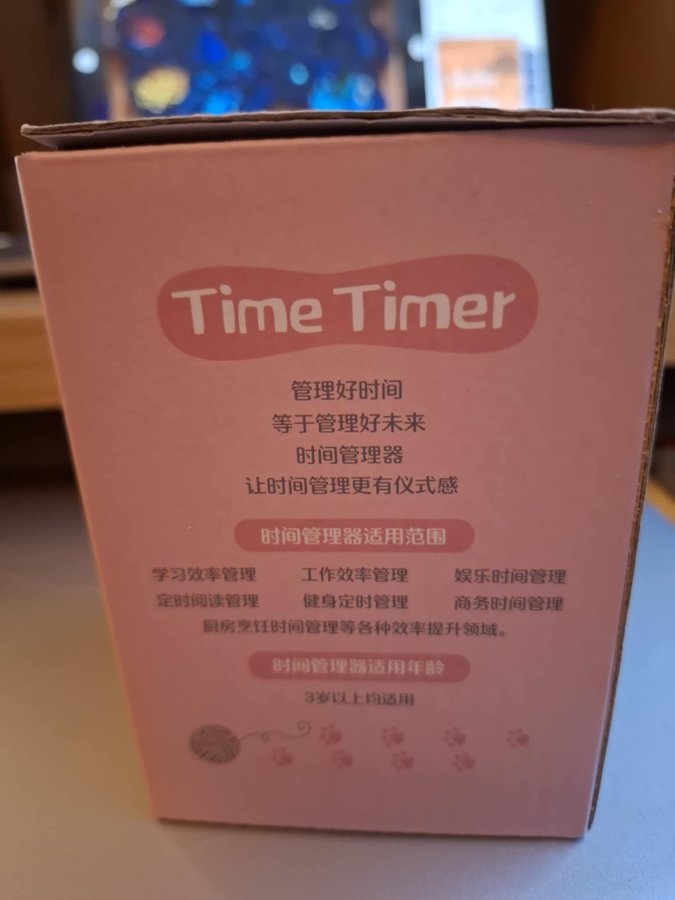 Time Timer
管理好时间
等于管理好未来
时间管理器
让时间管理更有仪式感
时间管理器适用范围
学习效率管理 工作效率管理 娱乐时间管理
定时阅读管理 健身定时管理 商务时间管理
厨房烹饪时间管理等各种效率提升领域。
时间管理器适用年龄
3岁以上均适用